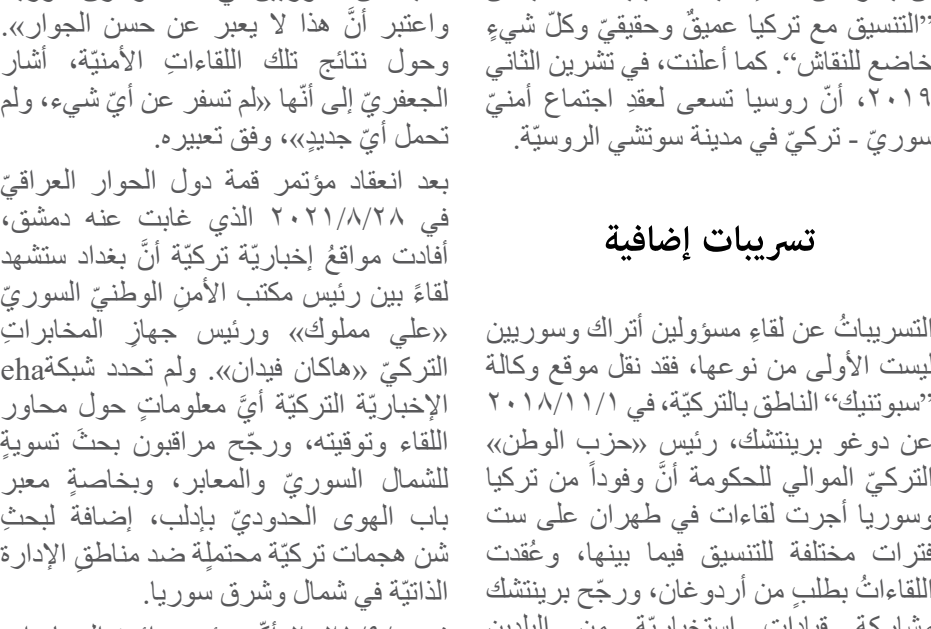 ”التنسيق مع تركيا عميقٌ وحقيقيّ وكلّ شيءٍ
خاضع للنقاش“. كما أعلنت، في تشرين الثاني
٢٠١٩، أنّ روسيا تسعى لعقدِ اجتماع أمنيّ
سوريّ - تركيّ في مدينة سوتشي الروسيّة.
تسريبات إضافية
التسريباتُ عن لقاءِ مسؤولين أتراك وسوريين
ليست الأولى من نوعها، فقد نقل موقع وكالة
”سبوتنيك“ الناطق بالتركيّة، في ٢٠١٨/١١/١
عن دوغو برينتشك، رئيس «حزب الوطن»
التركيّ الموالي للحكومة أنَّ وفوداً من تركيا
وسوريا أجرت لقاءات في طهران على ست
فترات مختلفة للتنسيق فيما بينها، وعُقدت
اللقاءاتُ بطلبٍ من أردوغان، ورجّح برينتشك
مشاركة قيادات استخباريّة من البلدين
واعتبر أنَّ هذا لا يعبر عن حسن الجوار».
وحول نتائج تلك اللقاءاتِ الأمنيّة، أشار
الجعفريّ إلى أنّها «لم تسفر عن أيّ شيء، ولم
تحمل أيّ جديدٍ»، وفق تعبيره.
بعد انعقاد مؤتمر قمة دول الحوار العراقيّ
في ٢٠٢١/٨/٢٨ الذي غابت عنه دمشق،
أفادت مواقعُ إخباريّة تركيّة أنَّ بغداد ستشهد
لقاءً بين رئيس مكتب الأمنِ الوطنيّ السوريّ
«علي مملوك» ورئيس جهازِ المخابراتِ
التركيّ «هاكان فيدان». ولم تحدد شبكةeha
الإخباريّة التركيّة أيَّ معلوماتٍ حول محاور
اللقاء وتوقيته، ورجّح مراقبون بحثَ تسويةٍ
للشمال السوريّ والمعابر، وبخاصةٍ معبر
باب الهوى الحدوديّ بإدلب، إضافة لبحثِ
شن هجمات تركيّة محتملة ضد مناطقِ الإدارة
الذاتيّة في شمال وشرق سوريا.